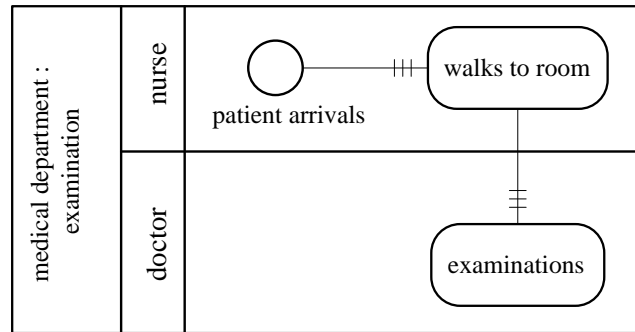 medical department :
examination
nurse
patient arrivals
walks to room
doctor
examinations